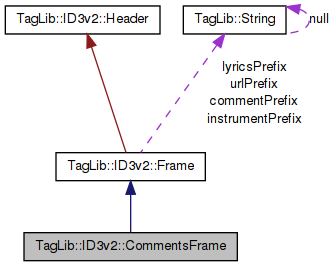 TagLib::ID3v2::Header
TagLib::String
null
lyricsPrefix
urlPrefix
commentPrefix
instrumentPrefix
TagLib::ID3v2::Frame
TagLib::ID3v2::CommentsFrame